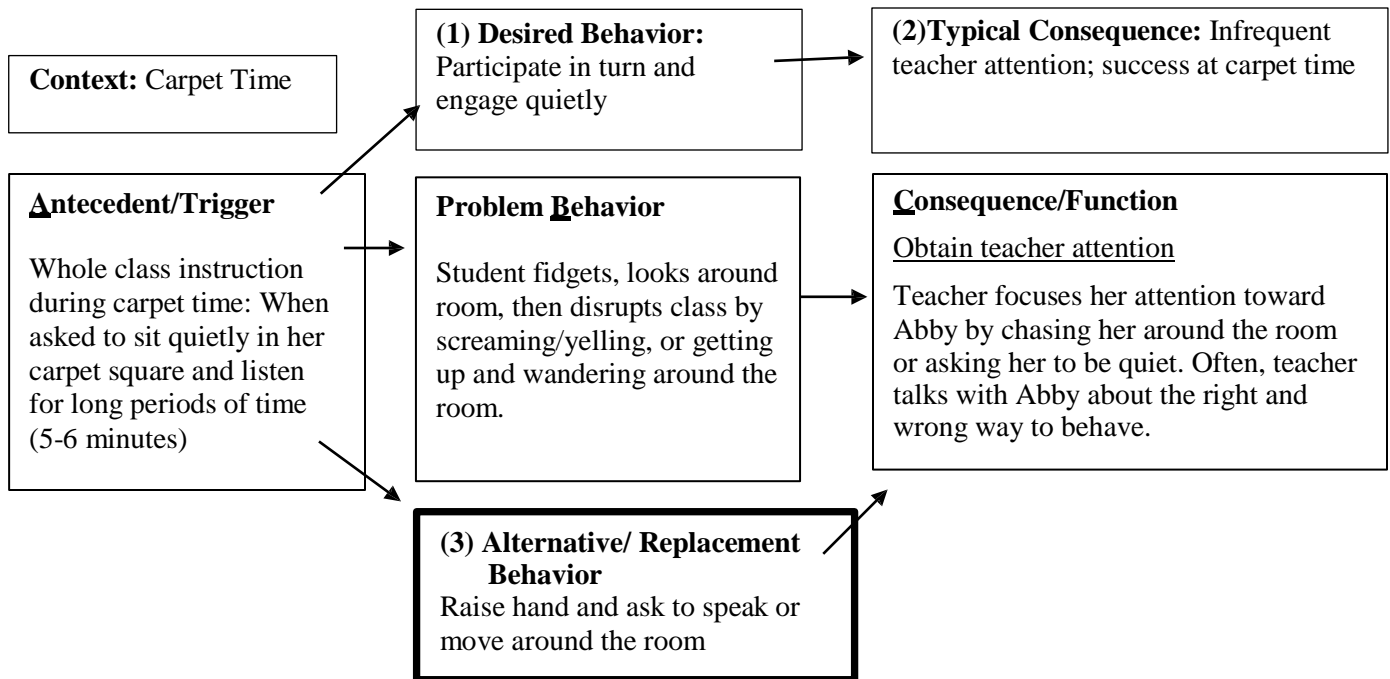 Context: Carpet Time
(1) Desired Behavior:
Participate in turn and
engage quietly
(2)Typical Consequence: Infrequent
teacher attention; success at carpet time
Antecedent/Trigger
Whole class instruction
during carpet time: When
asked to sit quietly in her
carpet square and listen
for long periods of time
(5-6 minutes)
Problem Behavior
Student fidgets, looks around
room, then disrupts class by
screaming/yelling, or getting
up and wandering around the
room.
Consequence/Function
Obtain teacher attention
Teacher focuses her attention toward
Abby by chasing her around the room
or asking her to be quiet. Often, teacher
talks with Abby about the right and
wrong way to behave.
(3) Alternative/ Replacement
Behavior
Raise hand and ask to speak or
move around the room